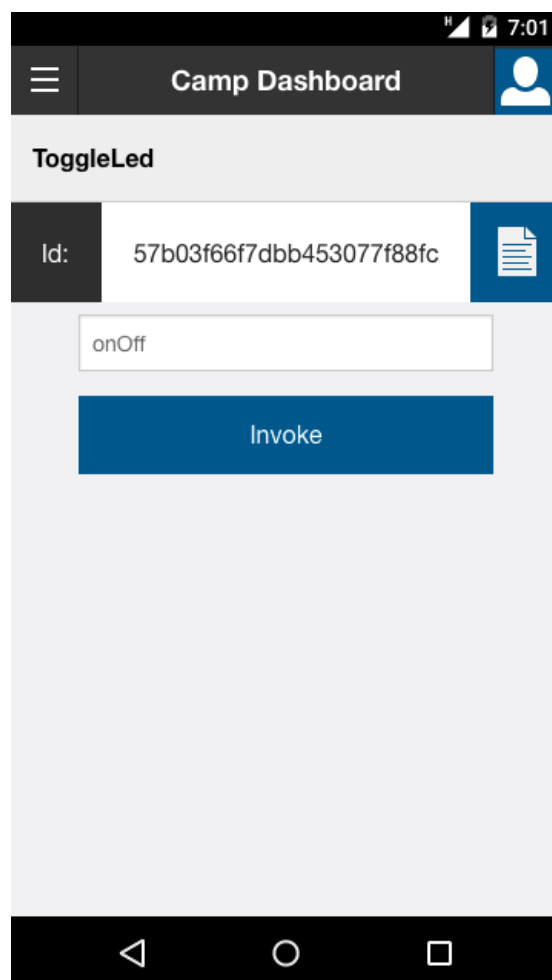 H 7:01
Camp Dashboard
ToggleLed
Id: 57b03f66f7dbb453077f88fc
onOff
Invoke